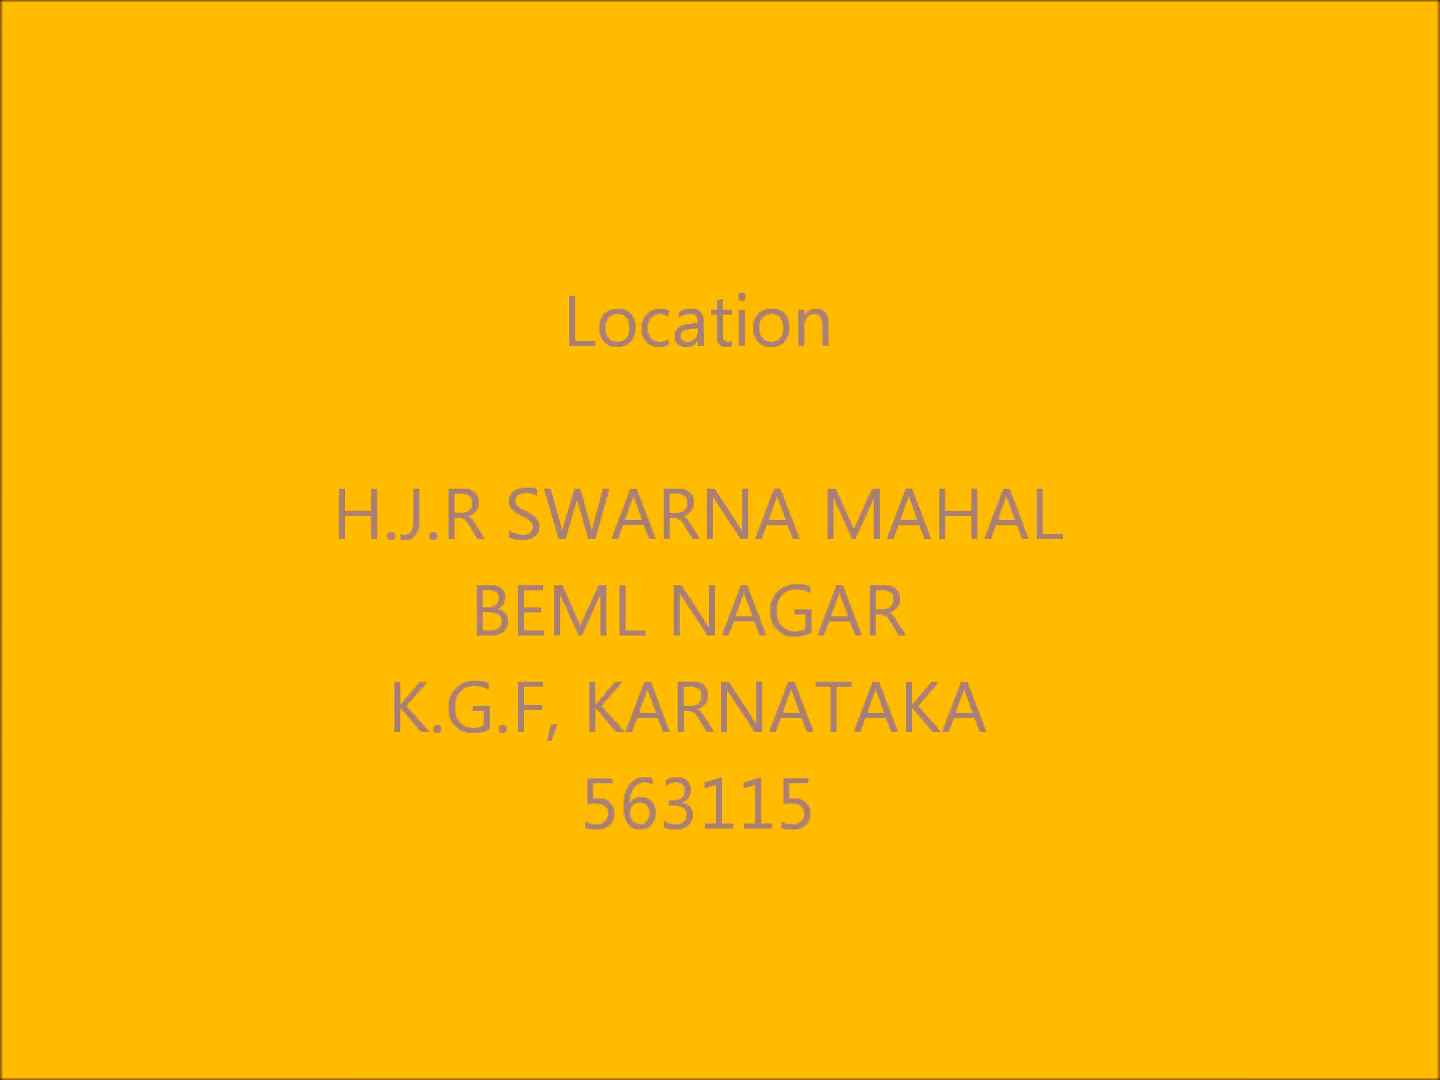 Location
H.J.R SWARNA MAHAL
BEML NAGAR
K.G.F, KARNATAKA
563115